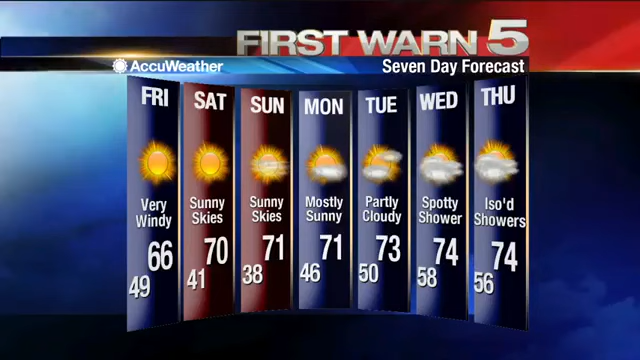 FIRST WARN 5
AccuWeather
Seven Day Forecast
FRI
Very
Windy
66
49
SAT
Sunny
Skies
70
41
SUN
Sunny
Skies
71
38
MON
Mostly
Sunny
71
46
TUE
Partly
Cloudy
73
50
WED
Spotty
Shower
74
58
THU
Iso'd
Showers
74
56